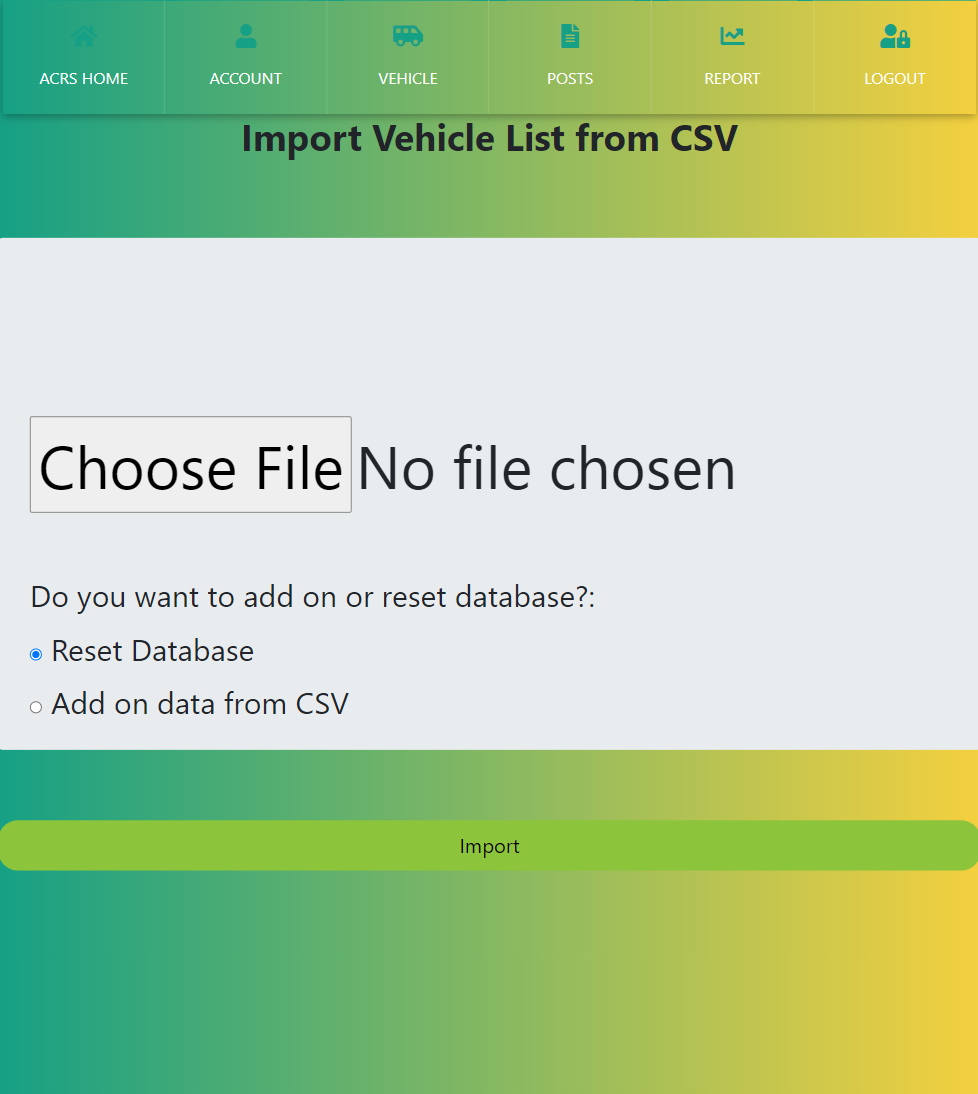 ACRS HOME ACCOUNT VEHICLE POSTS REPORT LOGOUT
Import Vehicle List from CSV
Choose File No file chosen
Do you want to add on or reset database?:
Reset Database
Add on data from CSV
Import